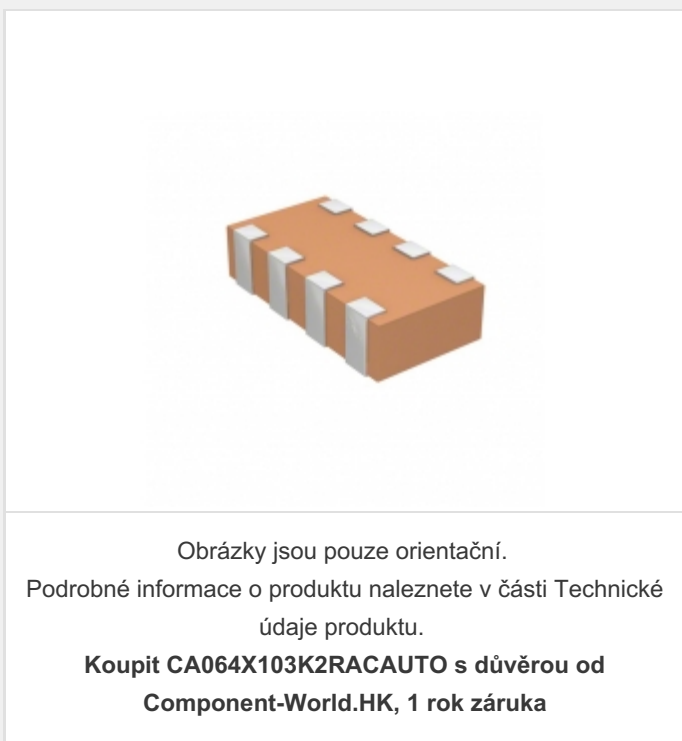 Obrázky jsou pouze orientační.
Podrobné informace o produktu naleznete v části Technické
údaje produktu.
Koupit CA064X103K2RACAUTO s důvěrou od
Component-World.HK, 1 rok záruka